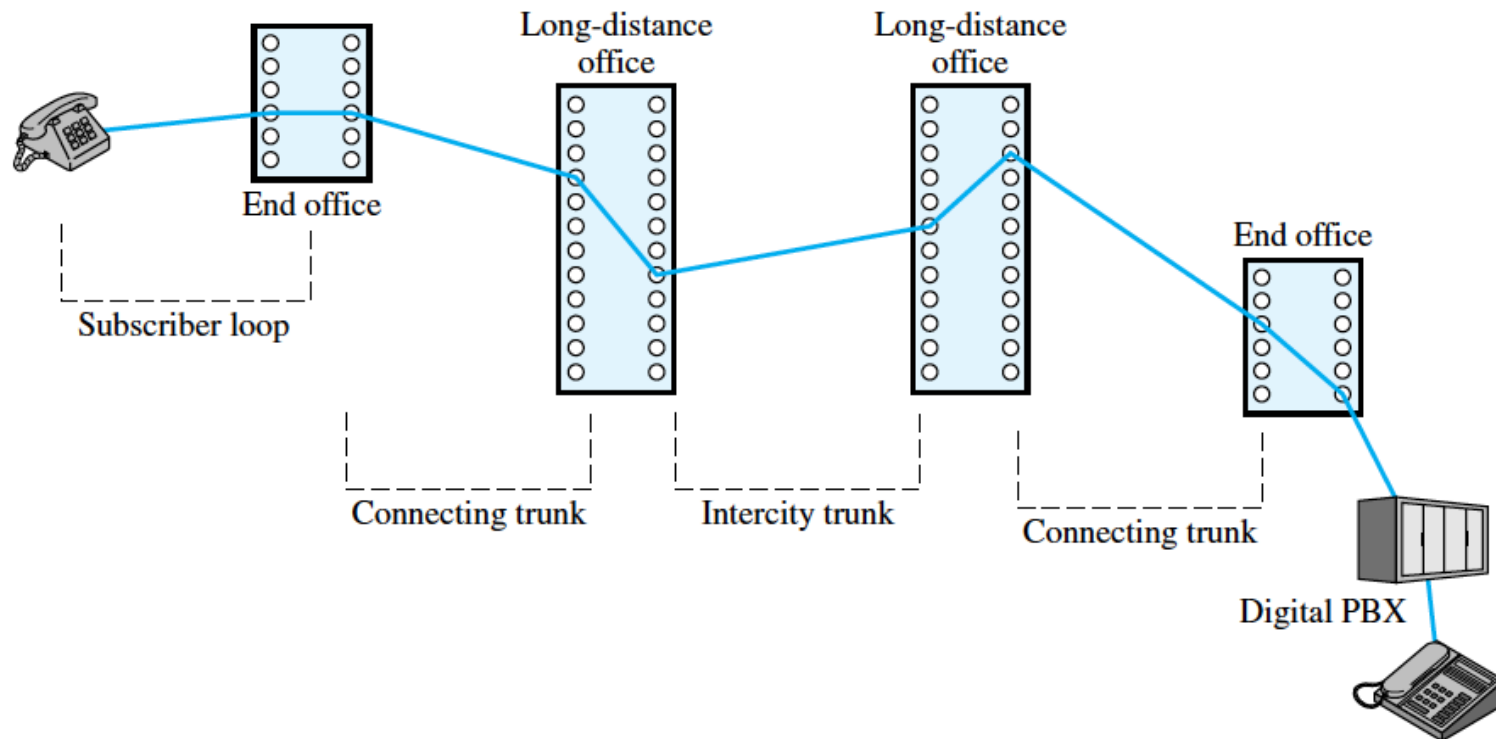 Long-distance
office
Long-distance
office
End office
End office
Subscriber loop
Connecting trunk
Intercity trunk
Connecting trunk
Digital PBX